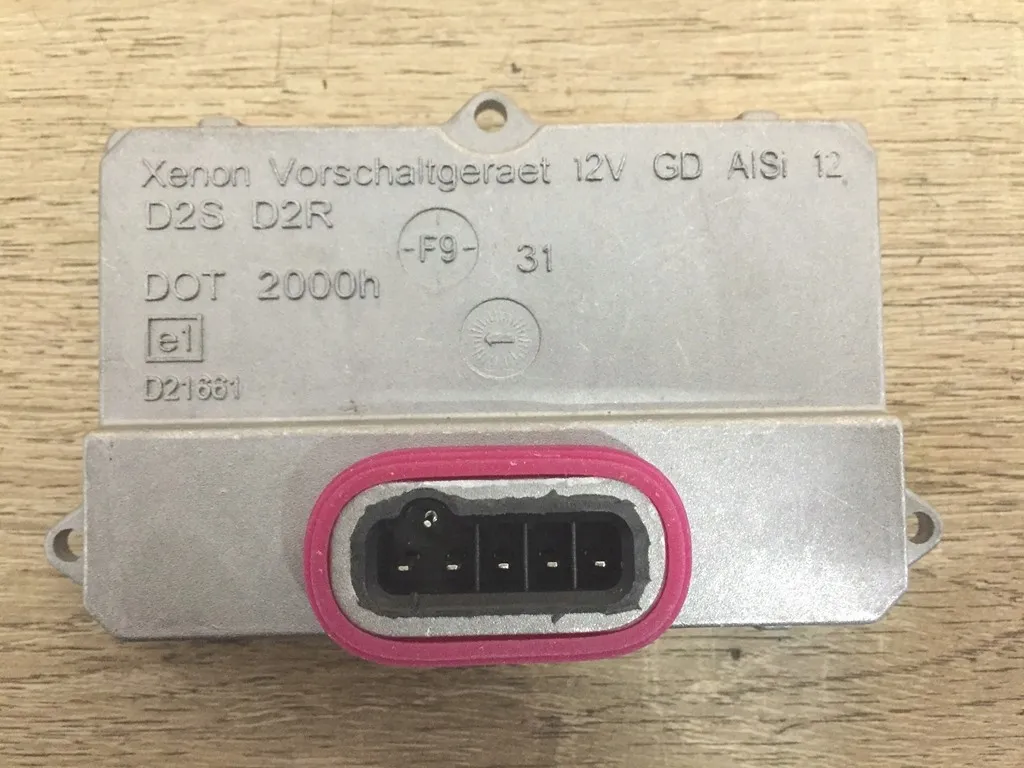 Xenon Vorschaltgeraet 12V GD AlSi 12
D2S D2R
-F9-
31
DOT 2000h
e1
D21661